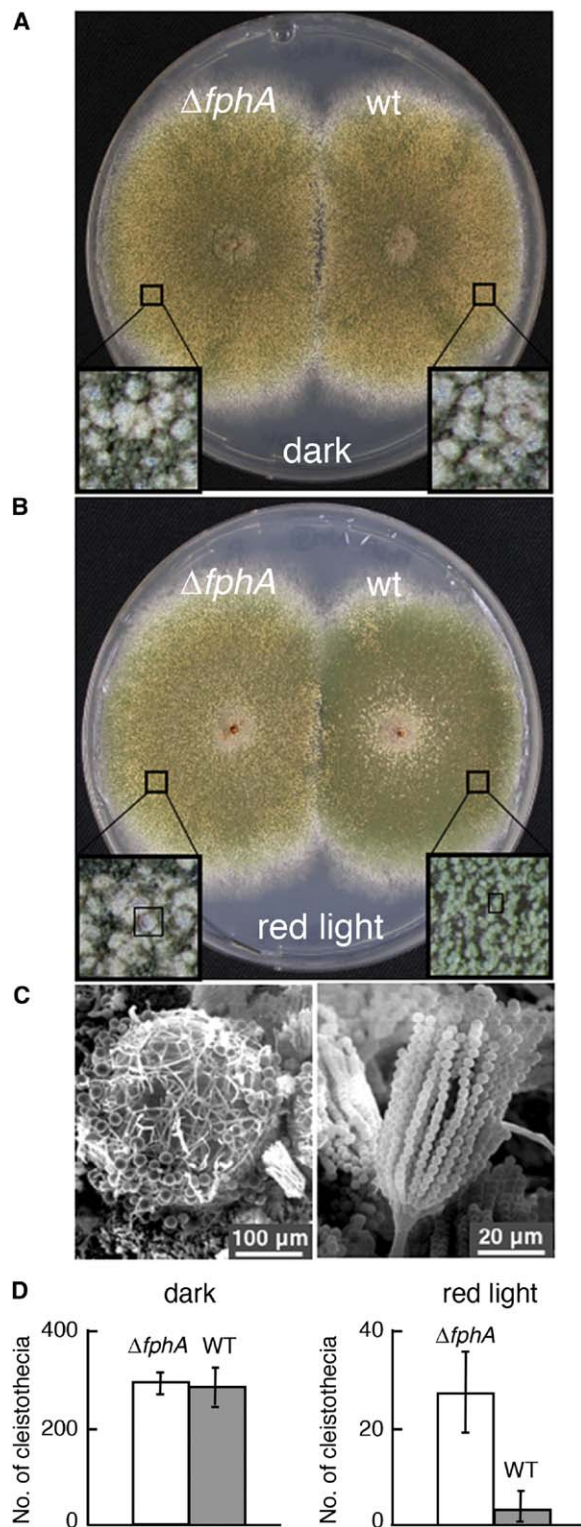 A
ΔfphA wt
dark
B
ΔfphA wt
red light
C
100 µm 20 µm
D
dark red light
No. of cleistothecia
400
200
0
ΔfphA WT
No. of cleistothecia
40
20
0
ΔfphA
WT